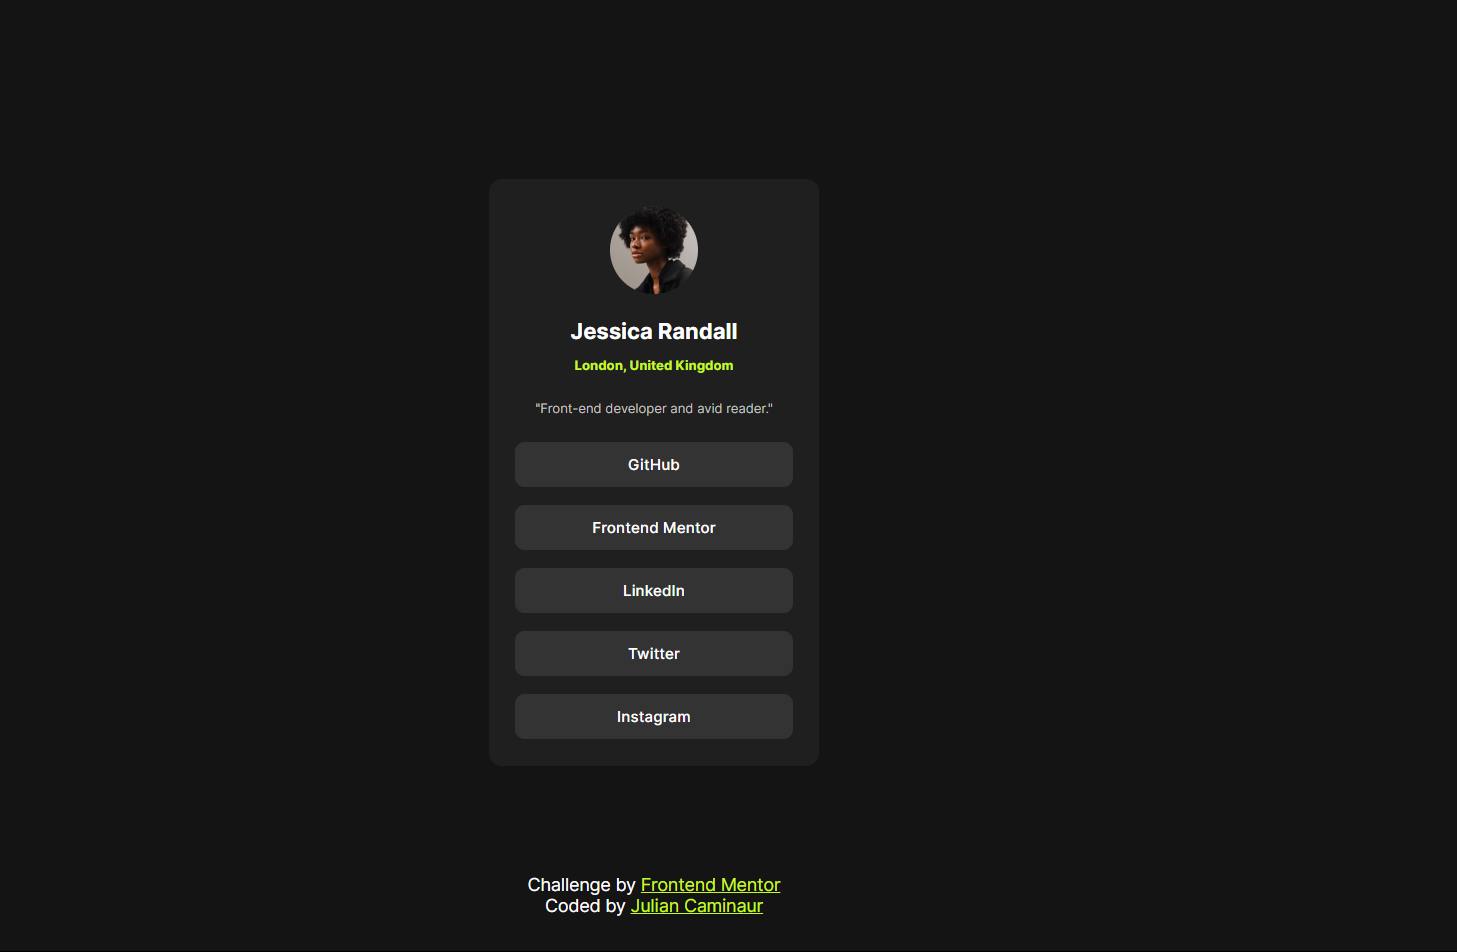 Jessica Randall
London, United Kingdom
"Front-end developer and avid reader."
GitHub
Frontend Mentor
LinkedIn
Twitter
Instagram
Challenge by Frontend Mentor
Coded by Julian Caminaur